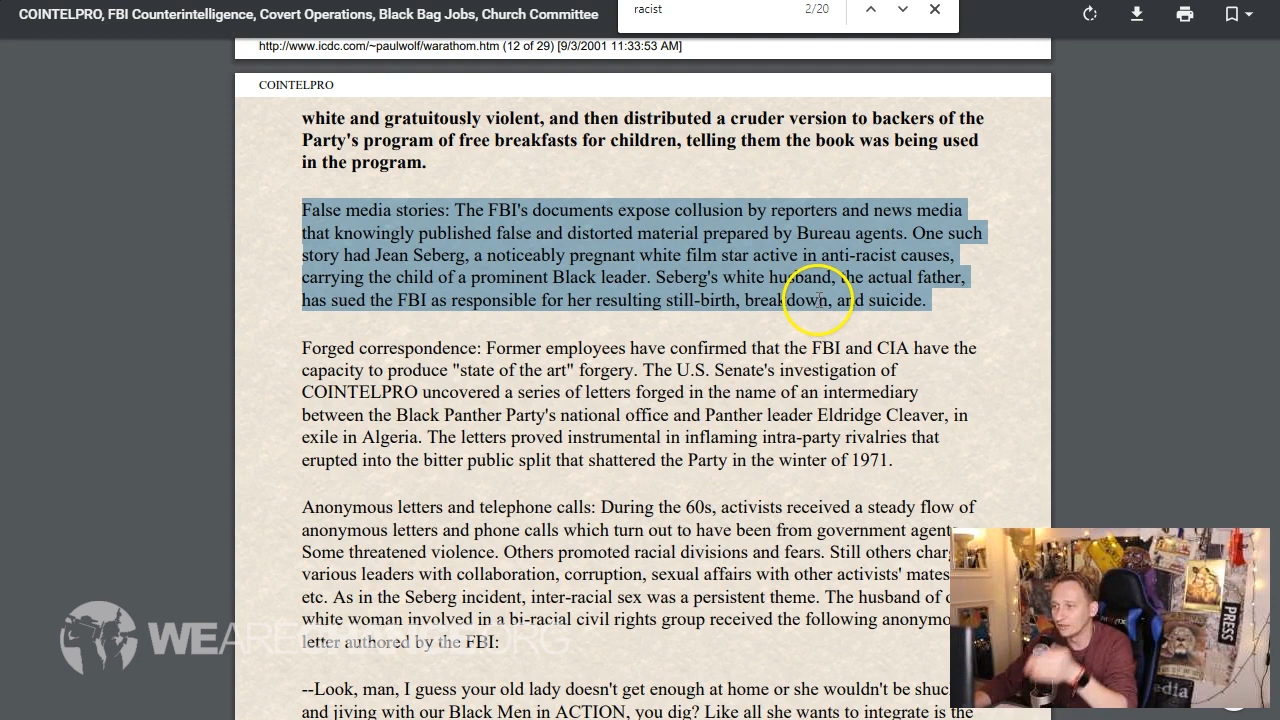 COINTELPRO, FBI Counterintelligence, Covert Operations, Black Bag Jobs, Church Committee
racist 2/20
http://www.icdc.com/~paulwolf/warathom.htm (12 of 29) [9/3/2001 11:33:53 AM]
COINTELPRO
white and gratuitously violent, and then distributed a cruder version to backers of the
Party's program of free breakfasts for children, telling them the book was being used
in the program.
False media stories: The FBI's documents expose collusion by reporters and news media
that knowingly published false and distorted material prepared by Bureau agents. One such
story had Jean Seberg, a noticeably pregnant white film star active in anti-racist causes,
carrying the child of a prominent Black leader. Seberg's white husband, the actual father,
has sued the FBI as responsible for her resulting still-birth, breakdown, and suicide.
Forged correspondence: Former employees have confirmed that the FBI and CIA have the
capacity to produce "state of the art" forgery. The U.S. Senate's investigation of
COINTELPRO uncovered a series of letters forged in the name of an intermediary
between the Black Panther Party's national office and Panther leader Eldridge Cleaver, in
exile in Algeria. The letters proved instrumental in inflaming intra-party rivalries that
erupted into the bitter public split that shattered the Party in the winter of 1971.
Anonymous letters and telephone calls: During the 60s, activists received a steady flow of
anonymous letters and phone calls which turn out to have been from government agent
Some threatened violence. Others promoted racial divisions and fears. Still others char
various leaders with collaboration, corruption, sexual affairs with other activists' mates
etc. As in the Seberg incident, inter-racial sex was a persistent theme. The husband of
white woman involved in a bi-racial civil rights group received the following anonymo
letter authored by the FBI:
--Look, man, I guess your old lady doesn't get enough at home or she wouldn't be shuc
and jiving with our Black Men in ACTION, you dig? Like all she wants to integrate is the
PRESS
edia